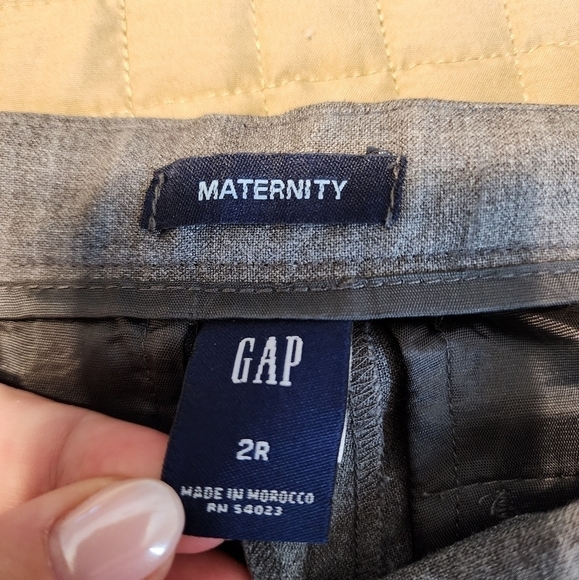 MATERNITY
GAP
2R
MADE IN MOROCCO
RN 54023